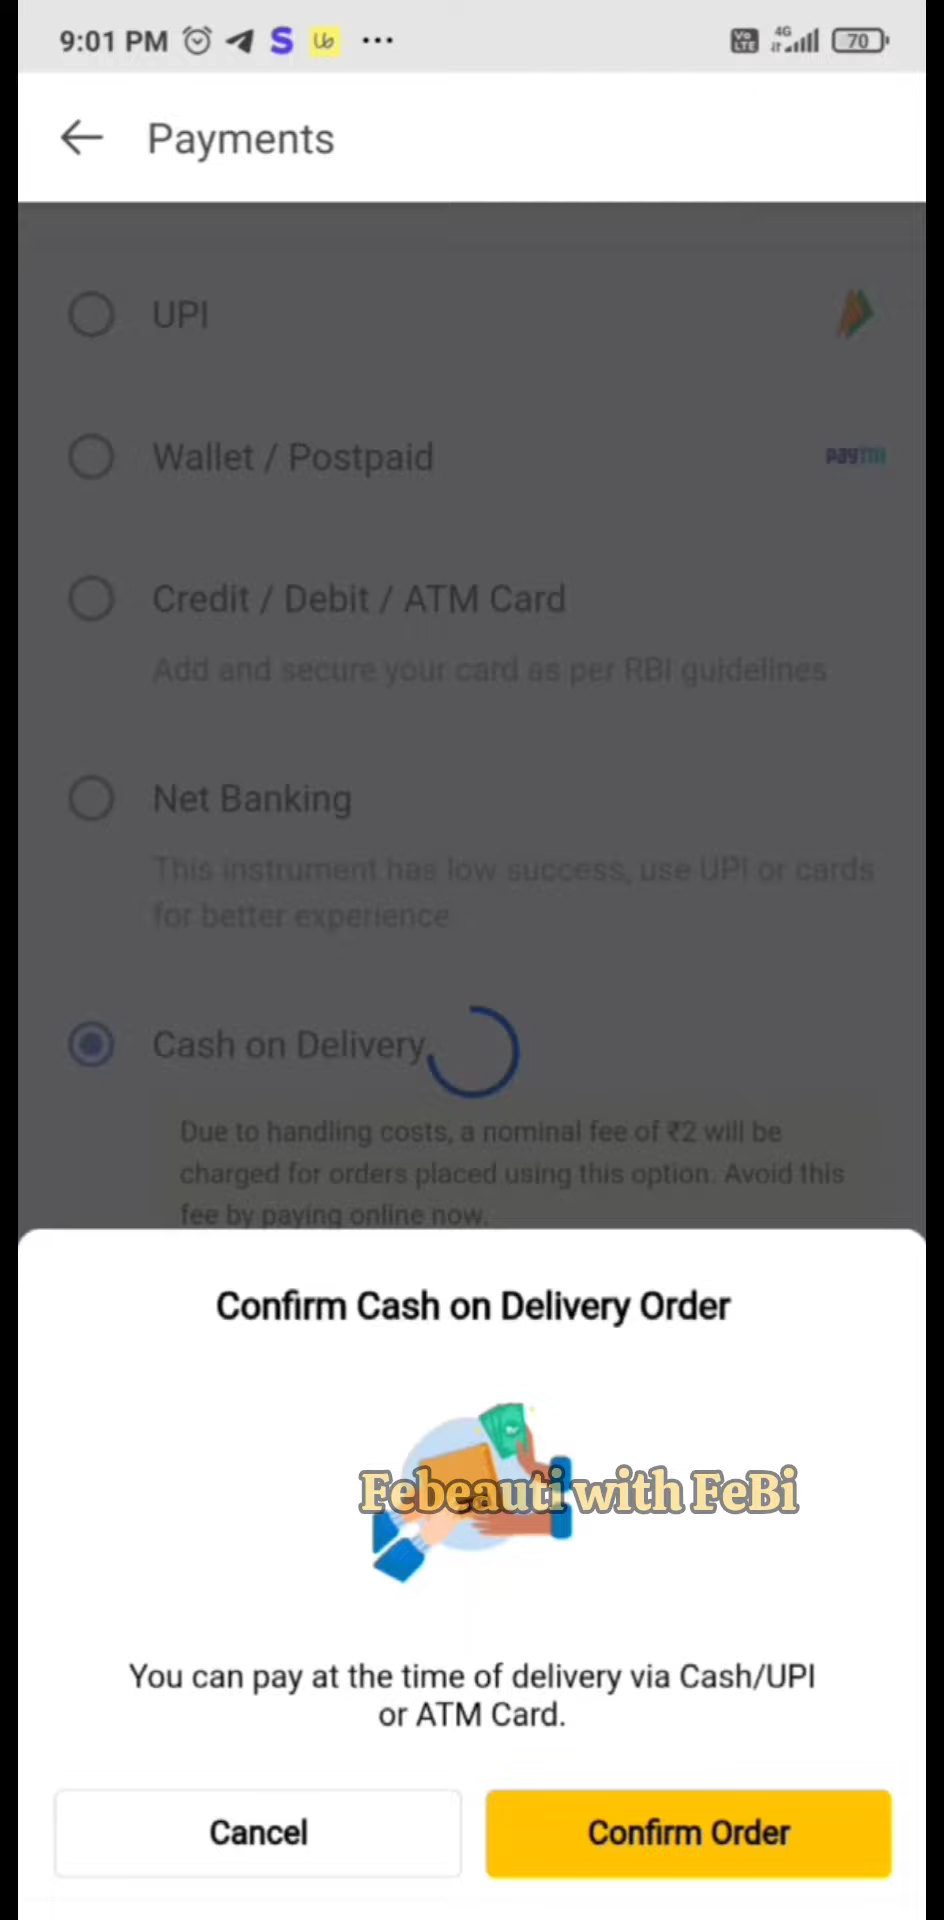 9:01 PM
4G
Vo
LTE
70
Payments
UPI
Wallet / Postpaid
paytm
Credit / Debit / ATM Card
Add and secure your card as per RBI guidelines
Net Banking
This instrument has low success, use UPI or cards
for better experience
Cash on Delivery
Due to handling costs, a nominal fee of ₹2 will be
charged for orders placed using this option. Avoid this
fee by paying online now.
Confirm Cash on Delivery Order
Febeauti with FeBi
You can pay at the time of delivery via Cash/UPI
or ATM Card.
Cancel
Confirm Order